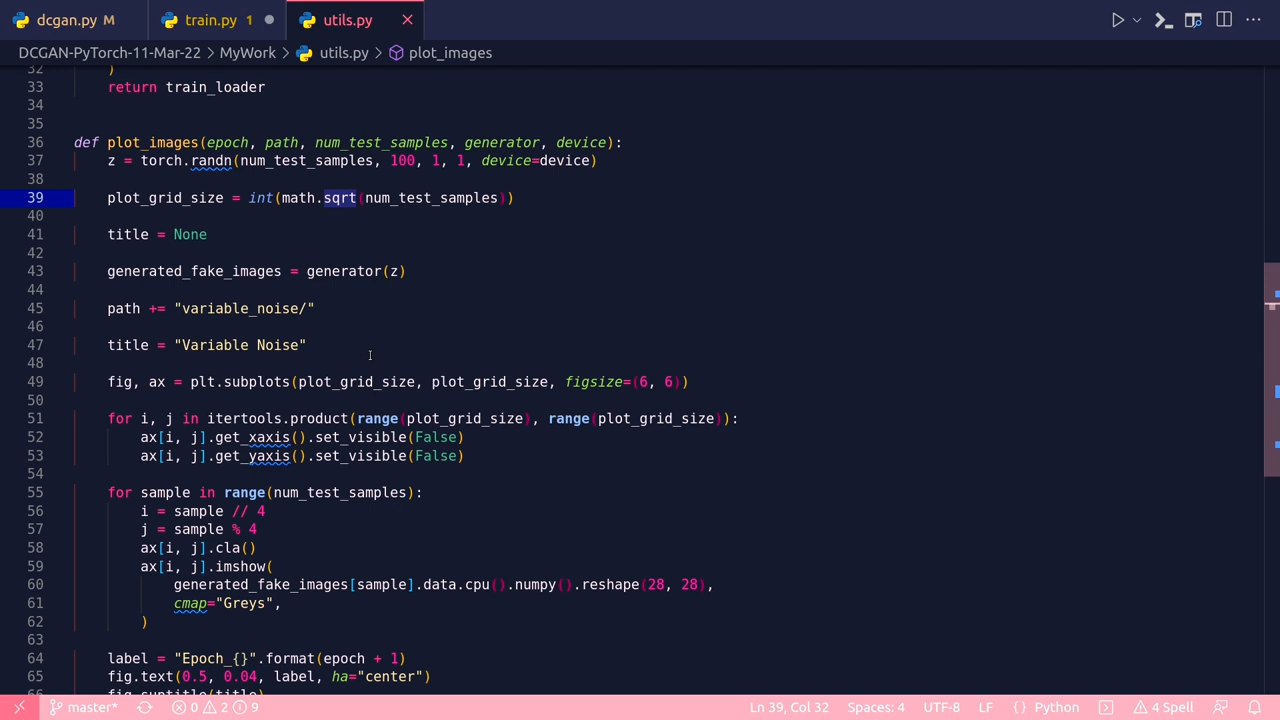 dcgan.py M train.py 1 utils.py
DCGAN-PyTorch-11-Mar-22 > MyWork > utils.py > plot_images
32 )
33 return train_loader
34
35
36 def plot_images(epoch, path, num_test_samples, generator, device):
37 z = torch.randn(num_test_samples, 100, 1, 1, device=device)
38
39 plot_grid_size = int(math.sqrt(num_test_samples))
40
41 title = None
42
43 generated_fake_images = generator(z)
44
45 path += "variable_noise/"
46
47 title = "Variable Noise"
48
49 fig, ax = plt.subplots(plot_grid_size, plot_grid_size, figsize=(6, 6))
50
51 for i, j in itertools.product(range(plot_grid_size), range(plot_grid_size)):
52 ax[i, j].get_xaxis().set_visible(False)
53 ax[i, j].get_yaxis().set_visible(False)
54
55 for sample in range(num_test_samples):
56 i = sample // 4
57 j = sample % 4
58 ax[i, j].cla()
59 ax[i, j].imshow(
60 generated_fake_images[sample].data.cpu().numpy().reshape(28, 28),
61 cmap="Greys",
62 )
63
64 label = "Epoch_{}".format(epoch + 1)
65 fig.text(0.5, 0.04, label, ha="center")
66 fig.suptitle(title)
master* 0 2 9 Ln 39, Col 32 Spaces: 4 UTF-8 LF {} Python 4 Spell